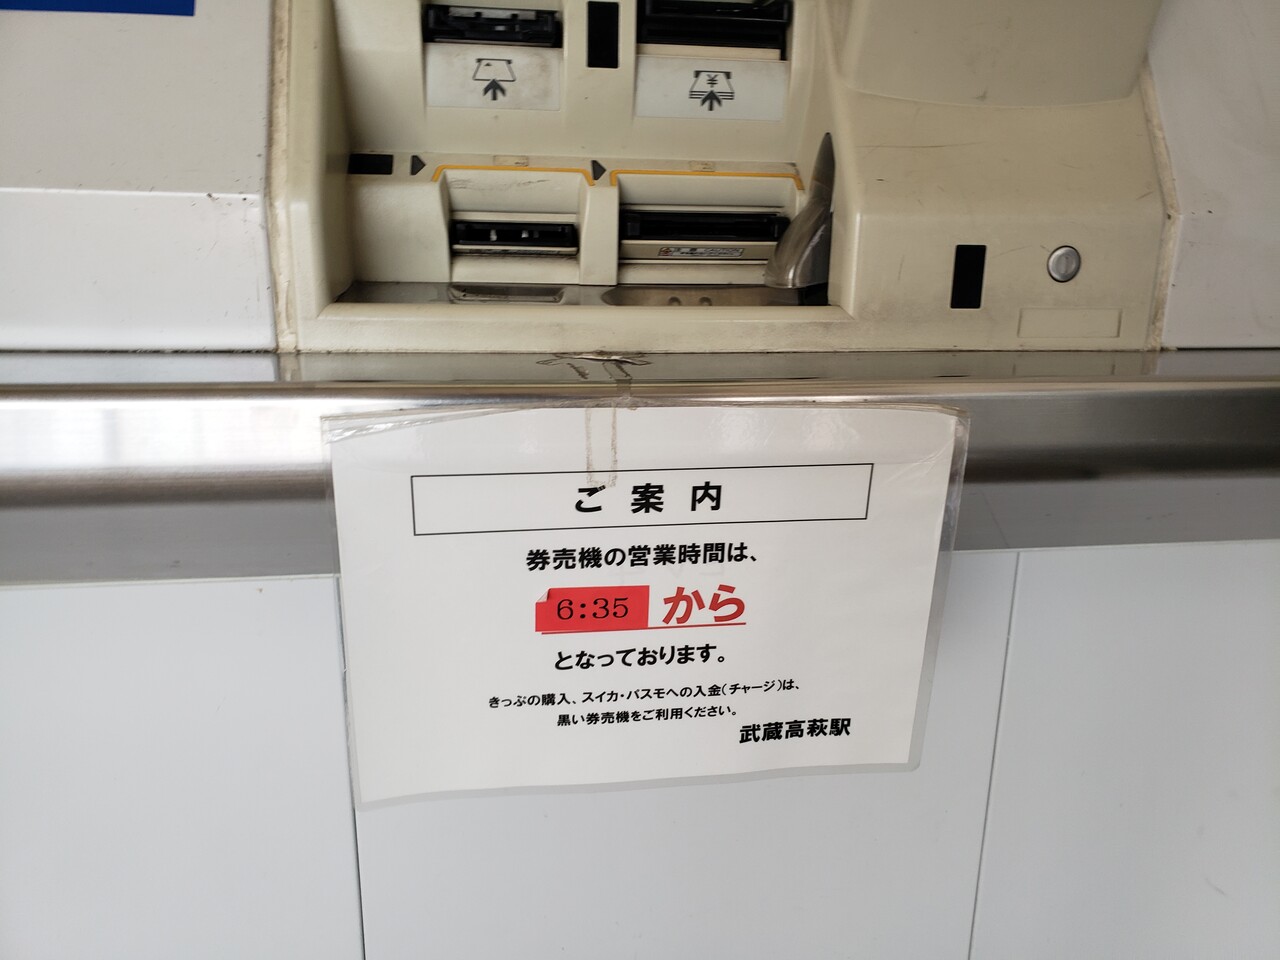 ご案内
券売機の営業時間は、
6:35 から
となっております。
きっぷの購入、スイカ・パスモへの入金(チャージ)は、
黒い券売機をご利用ください。
武蔵高萩駅